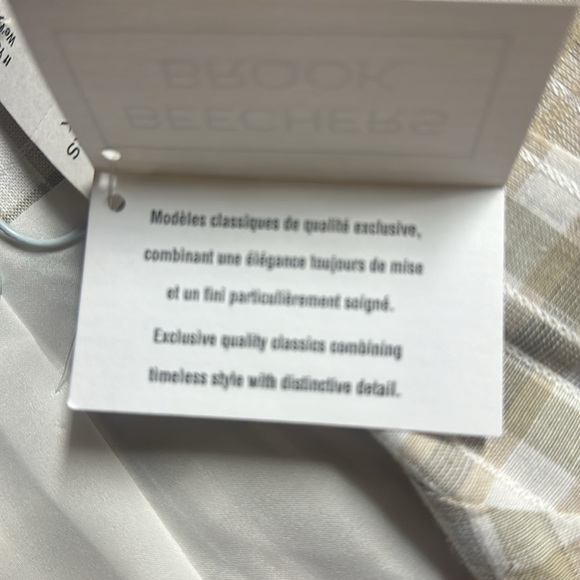 BEECHERS
BROOK
Modèles classiques de qualité exclusive,
combinant une élégance toujours de mise
et un fini particulièrement soigné.
Exclusive quality classics combining
timeless style with distinctive detail.